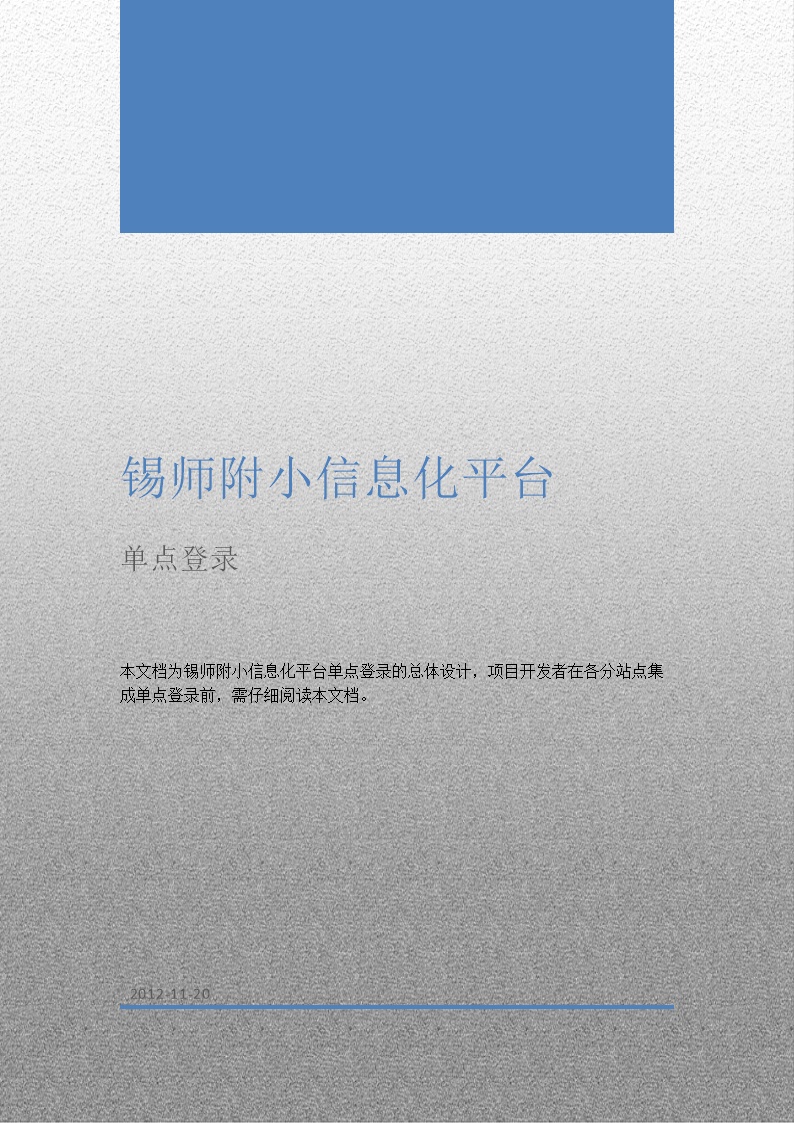 锡师附小信息化平台
单点登录
本文档为锡师附小信息化平台单点登录的总体设计，项目开发者在各分站点集
成单点登录前，需仔细阅读本文档。
2012-11-20